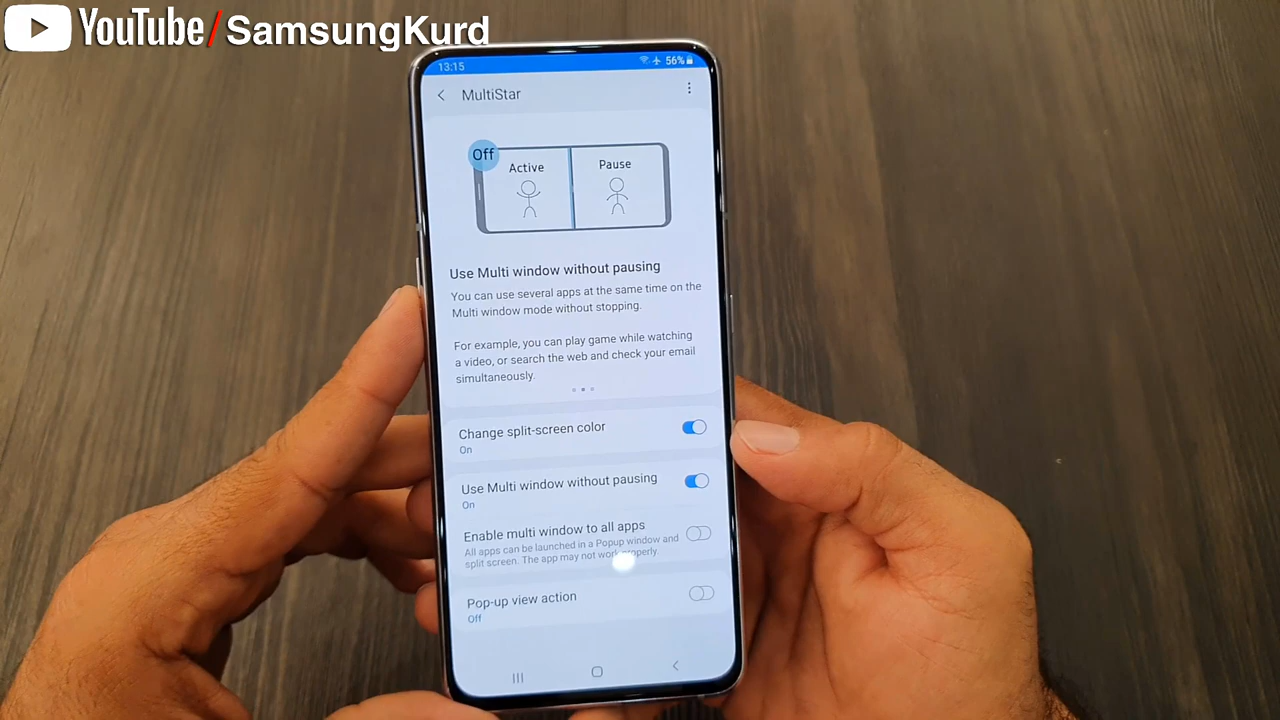 YouTube/SamsungKurd
13:15
56%
MultiStar
Off
Active
Pause
Use Multi window without pausing
You can use several apps at the same time on the
Multi window mode without stopping.
For example, you can play game while watching
a video, or search the web and check your email
simultaneously.
Change split-screen color
On
Use Multi window without pausing
On
Enable multi window to all apps
All apps can be launched in a Popup window and
split screen. The app may not work properly
Pop-up view action
Off